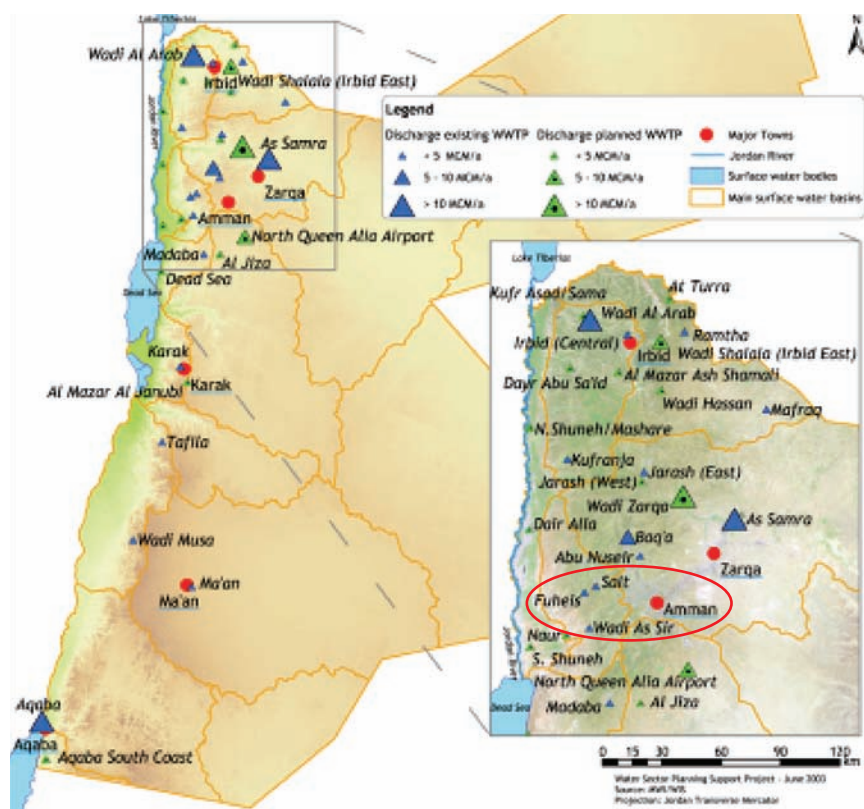 Lake Tiberias
N
Wadi Al Arab
Irbid
Wadi Shalala (Irbid East)
Jordan River
As Samra
Zarqa
Amman
North Queen Alia Airport
Madaba
Al Jiza
Dead Sea
Dead Sea
Karak
Karak
Al Mazar Al Janubi
Tafila
Wadi Musa
Ma'an
Ma'an
Aqaba
Aqaba
Aqaba South Coast
Legend
Discharge existing WWTP
< 5 MCM/a
5 - 10 MCM/a
> 10 MCM/a
Discharge planned WWTP
< 5 MCM/a
5 - 10 MCM/a
> 10 MCM/a
Major Towns
Jordan River
Surface water bodies
Main surface water basins
Lake Tiberias
At Turra
Kufr Asad/Sama
Wadi Al Arab
Ramtha
Irbid (Central)
Irbid
Wadi Shalala (Irbid East)
Dayr Abu Sa'id
Al Mazar Ash Shamali
Wadi Hassan
Mafraq
N.Shuneh/Mashare
Kufranja
Jarash (East)
Jarash (West)
Wadi Zarqa
As Samra
Dair Alla
Baq'a
Abu Nuseir
Zarqa
Salt
Fuheis
Amman
Wadi As Sir
Naur
S. Shuneh
Jordan River
North Queen Alia Airport
Dead Sea
Madaba
Al Jiza
0 15 30 60 90 120
km
Water Sector Planning Support Project - June 2003
Source: MWI/WIS
Projection: Jordan Transverse Mercator